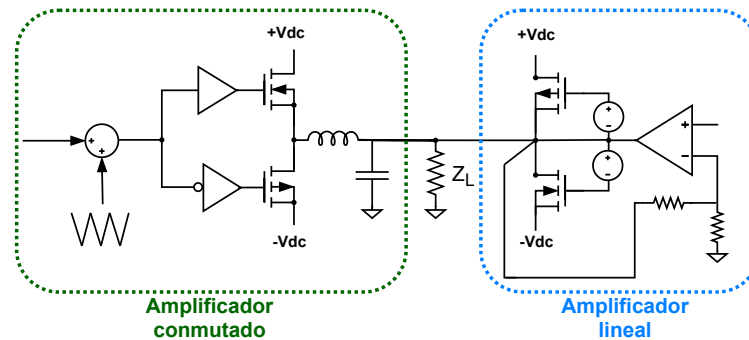 +Vdc
+Vdc
+
-
+
+
+
-
+
-
Z_L
-Vdc
-Vdc
Amplificador
conmutado
Amplificador
lineal